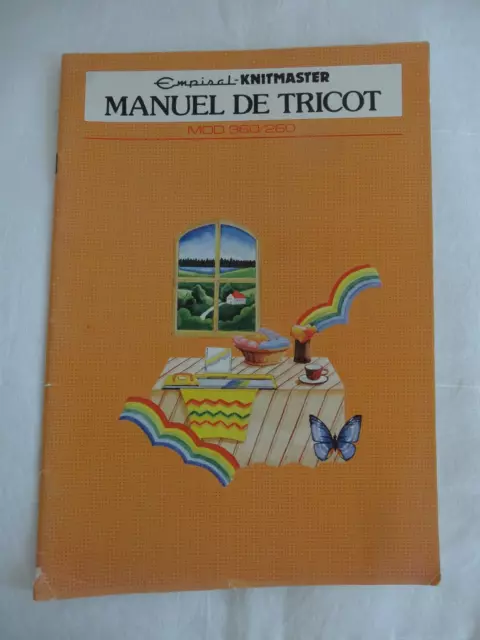 Empisal-KNITMASTER
MANUEL DE TRICOT
MOD. 360/260